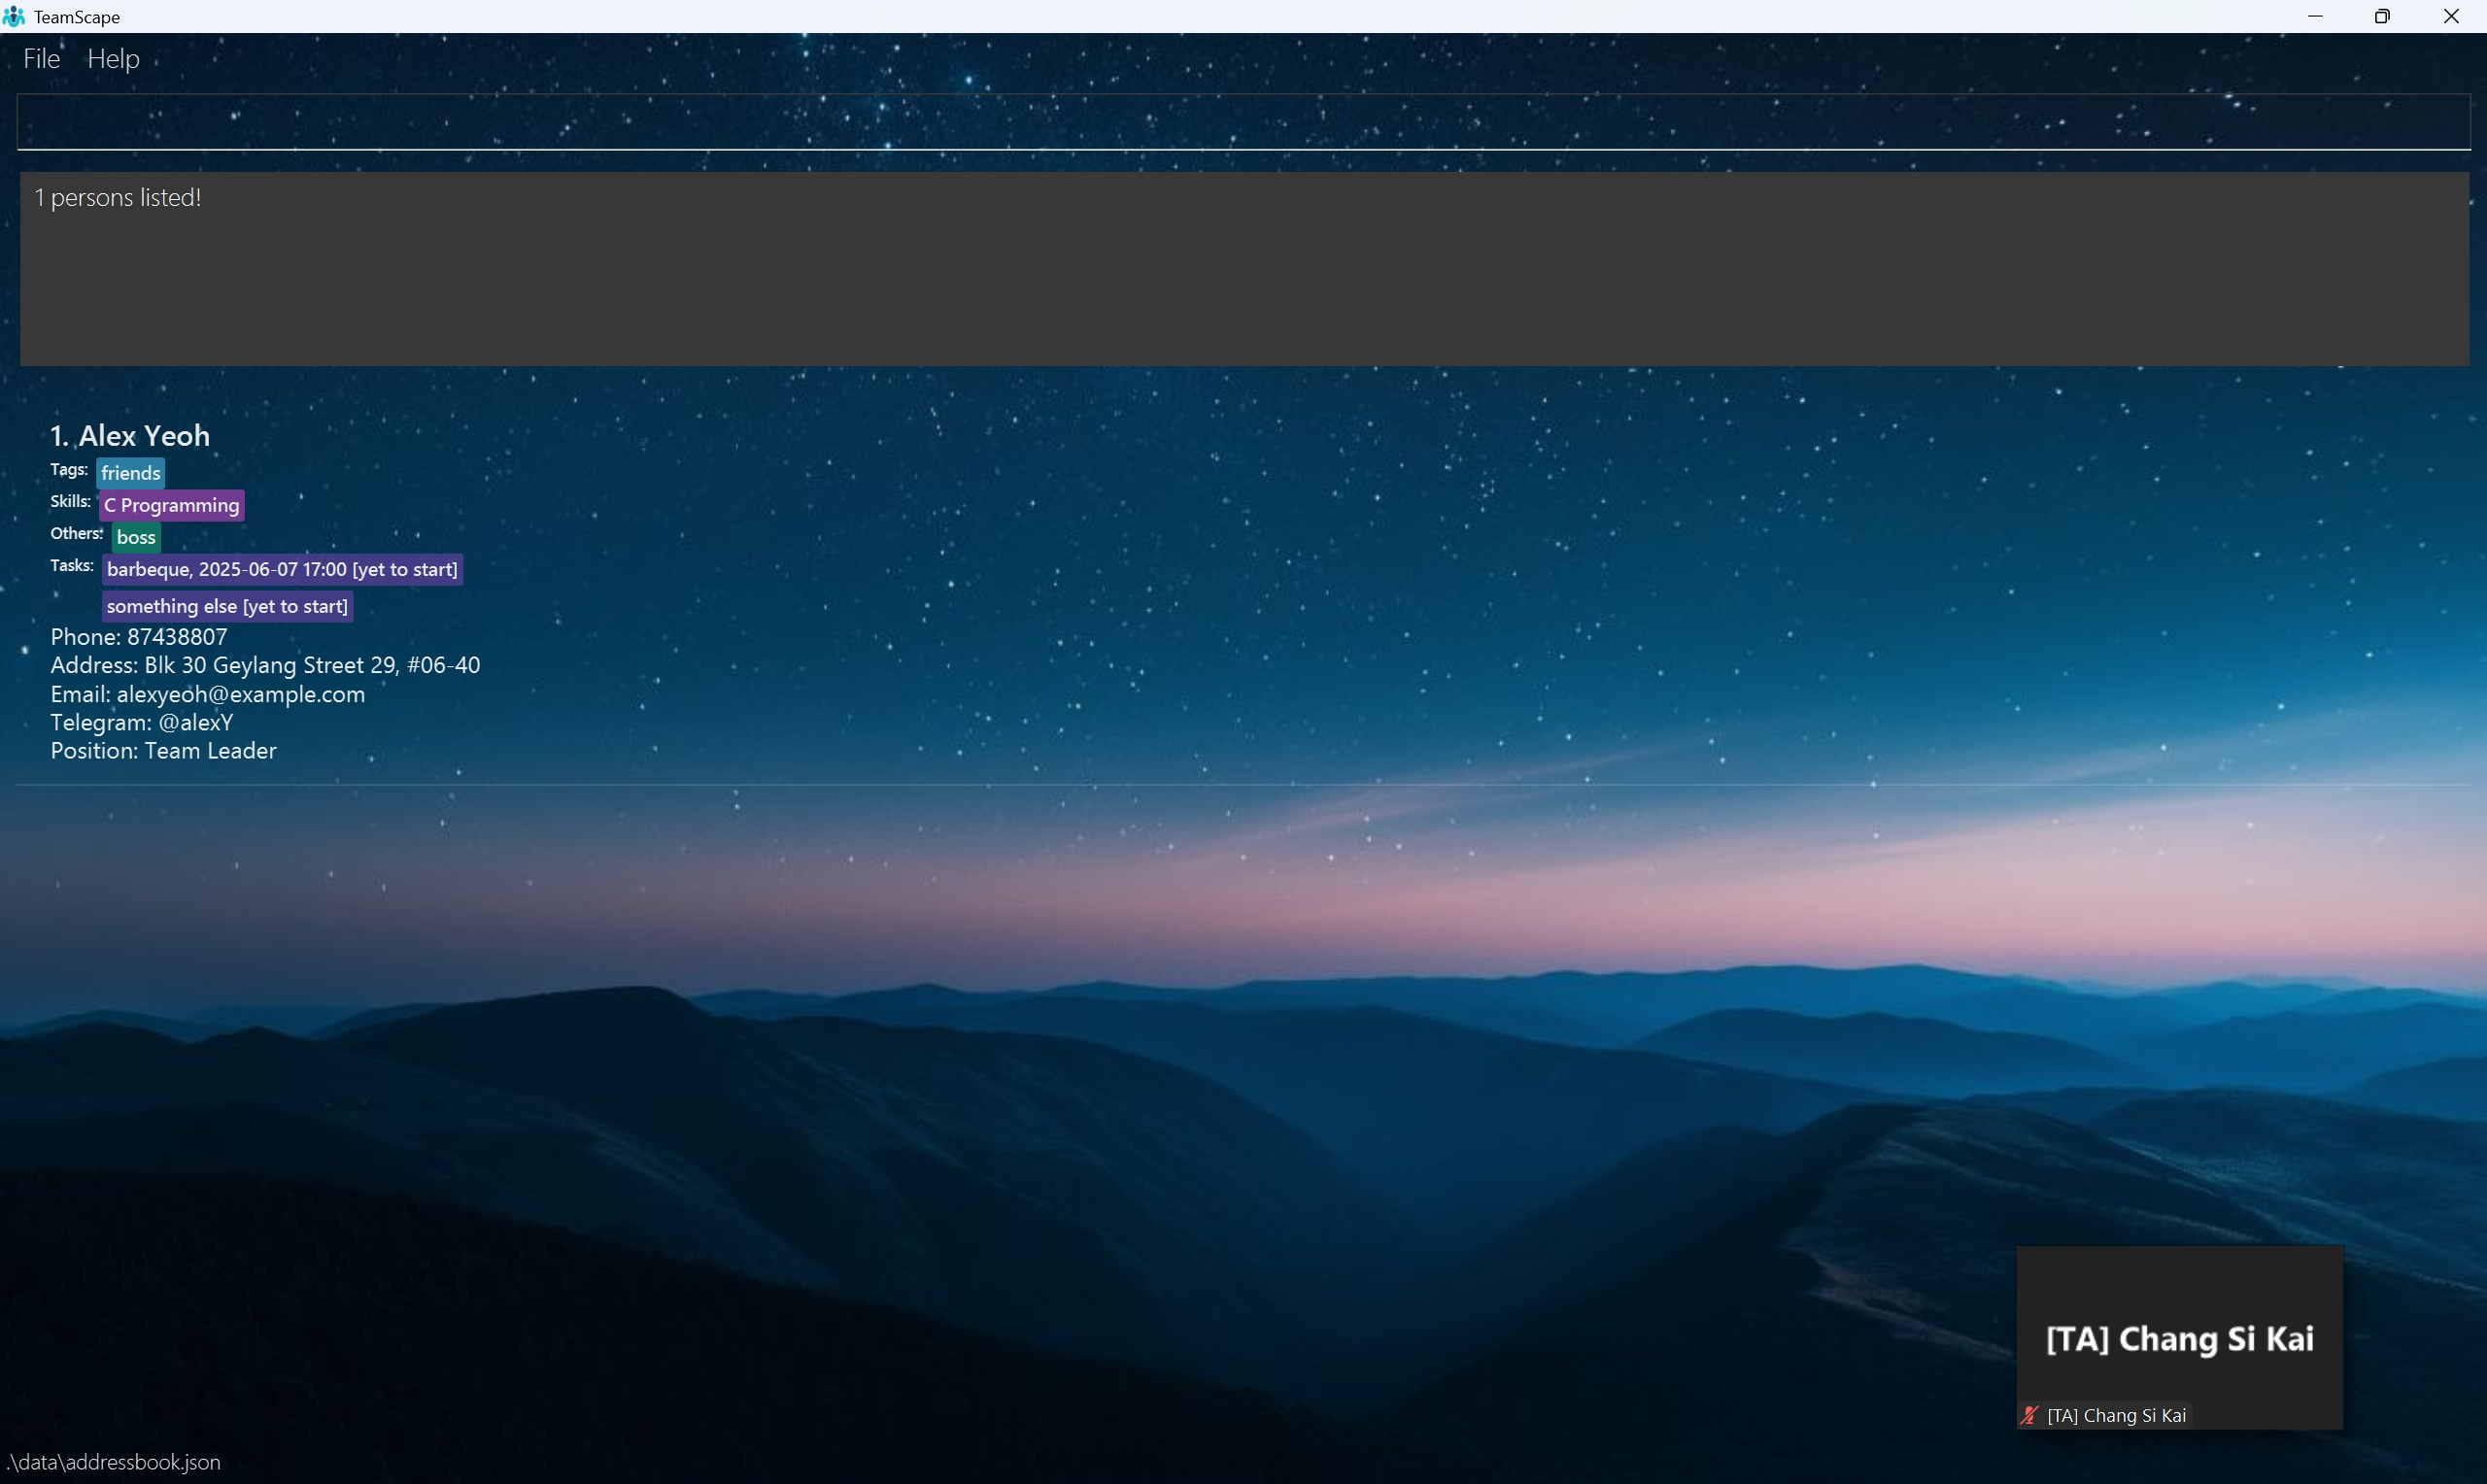 TeamScape
File Help
1 persons listed!
1. Alex Yeoh
Tags: friends
Skills: C Programming
Others: boss
Tasks: barbeque, 2025-06-07 17:00 [yet to start]
something else [yet to start]
Phone: 87438807
Address: Blk 30 Geylang Street 29, #06-40
Email: alexyeoh@example.com
Telegram: @alexY
Position: Team Leader
[TA] Chang Si Kai
[TA] Chang Si Kai
.\data\addressbook.json